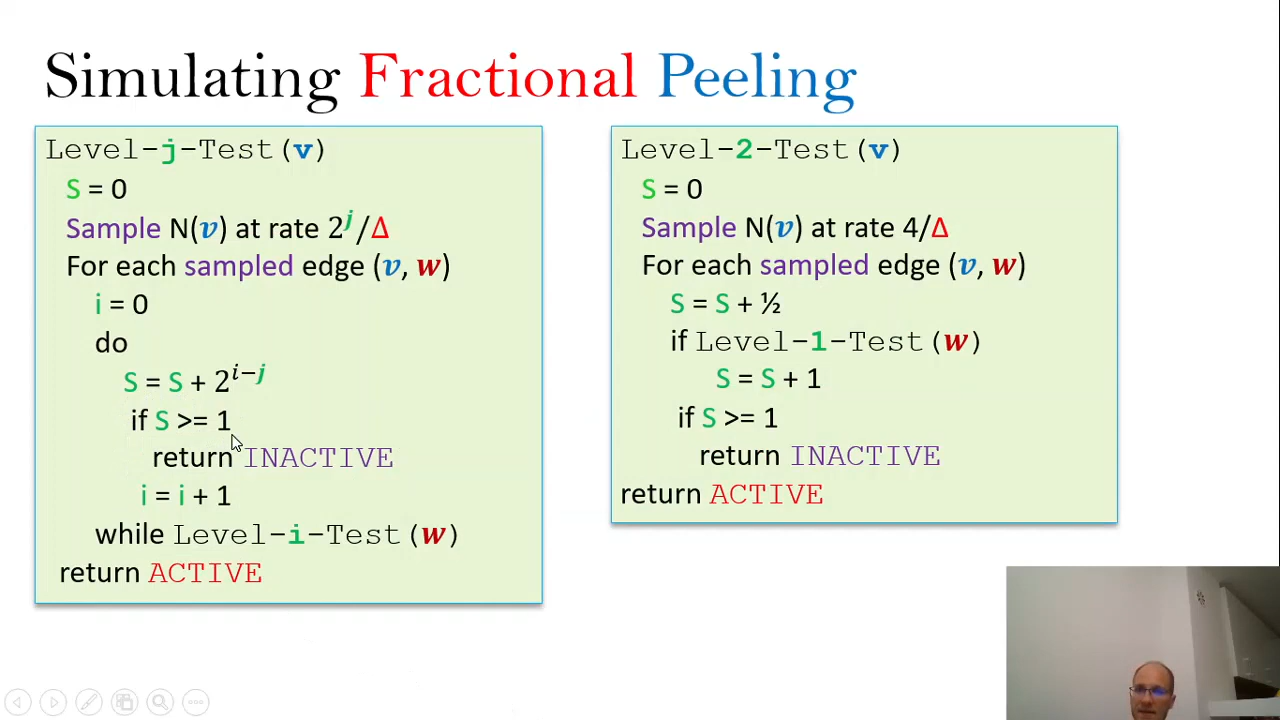 Simulating Fractional Peeling
Level-j-Test(v)
S = 0
Sample N(v) at rate 2^j/Δ
For each sampled edge (v, w)
i = 0
do
S = S + 2^{i−j}
if S >= 1
return INACTIVE
i = i + 1
while Level-i-Test(w)
return ACTIVE
Level-2-Test(v)
S = 0
Sample N(v) at rate 4/Δ
For each sampled edge (v, w)
S = S + ½
if Level-1-Test(w)
S = S + 1
if S >= 1
return INACTIVE
return ACTIVE